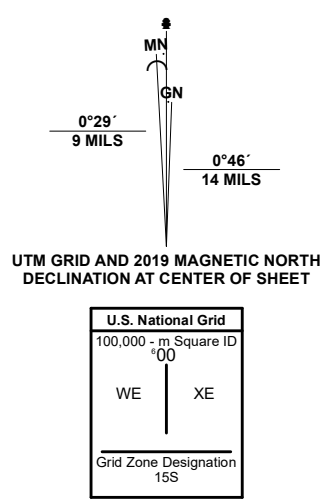 MN
GN
0°29´
9 MILS
0°46´
14 MILS
UTM GRID AND 2019 MAGNETIC NORTH
DECLINATION AT CENTER OF SHEET
U.S. National Grid
100,000 - m Square ID
⁶00
WE XE
Grid Zone Designation
15S